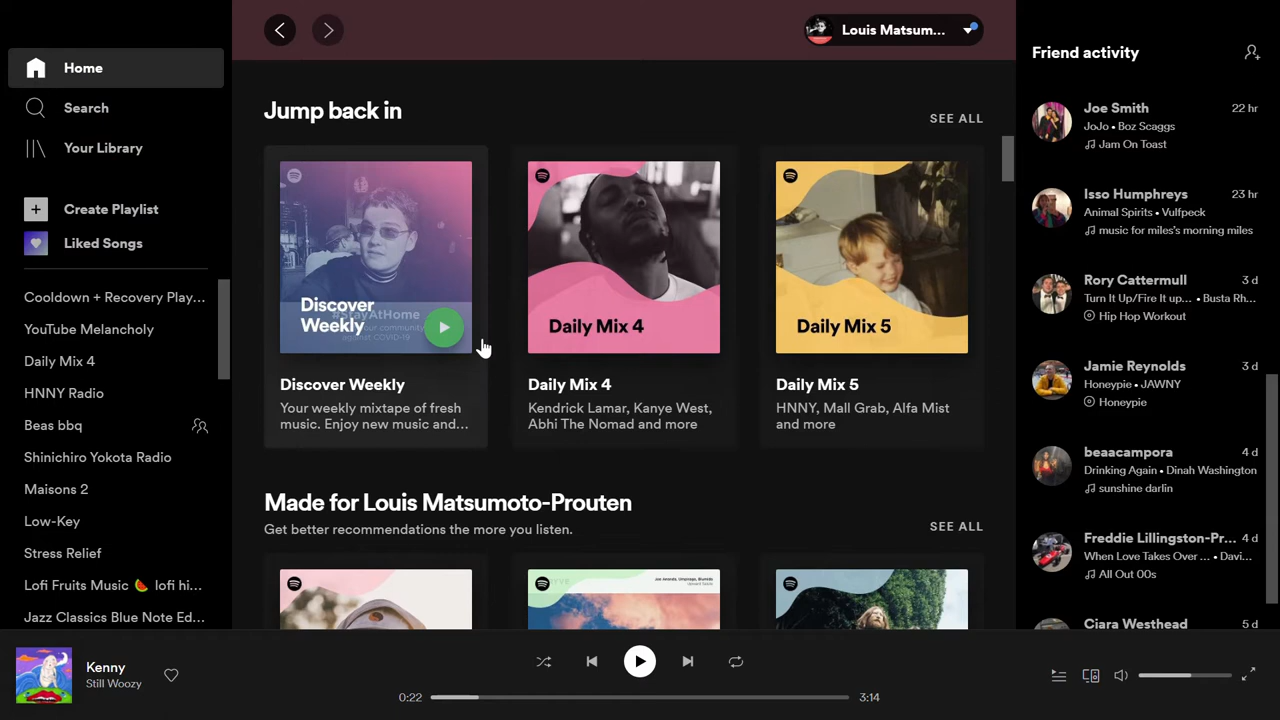 Home
Search
Your Library
Create Playlist
Liked Songs
Cooldown + Recovery Play...
YouTube Melancholy
Daily Mix 4
HNNY Radio
Beas bbq
Shinichiro Yokota Radio
Maisons 2
Low-Key
Stress Relief
Lofi Fruits Music 🍉 lofi hi...
Jazz Classics Blue Note Ed...
Louis Matsum...
Jump back in
SEE ALL
Discover
Weekly
#StayAtHome
your community
against COVID-19
Daily Mix 4
Daily Mix 5
Discover Weekly
Your weekly mixtape of fresh
music. Enjoy new music and...
Daily Mix 4
Kendrick Lamar, Kanye West,
Abhi The Nomad and more
Daily Mix 5
HNNY, Mall Grab, Alfa Mist
and more
Made for Louis Matsumoto-Prouten
Get better recommendations the more you listen.
SEE ALL
Friend activity
Joe Smith
22 hr
JoJo • Boz Scaggs
Jam On Toast
Isso Humphreys
23 hr
Animal Spirits • Vulfpeck
music for miles's morning miles
Rory Cattermull
3 d
Turn It Up/Fire it up... • Busta Rh...
Hip Hop Workout
Jamie Reynolds
3 d
Honeypie • JAWNY
Honeypie
beaacampora
4 d
Drinking Again • Dinah Washington
sunshine darlin
Freddie Lillingston-Pr...
4 d
When Love Takes Over ... • Davi...
All Out 00s
Ciara Westhead
5 d
Kenny
Still Woozy
0:22
3:14